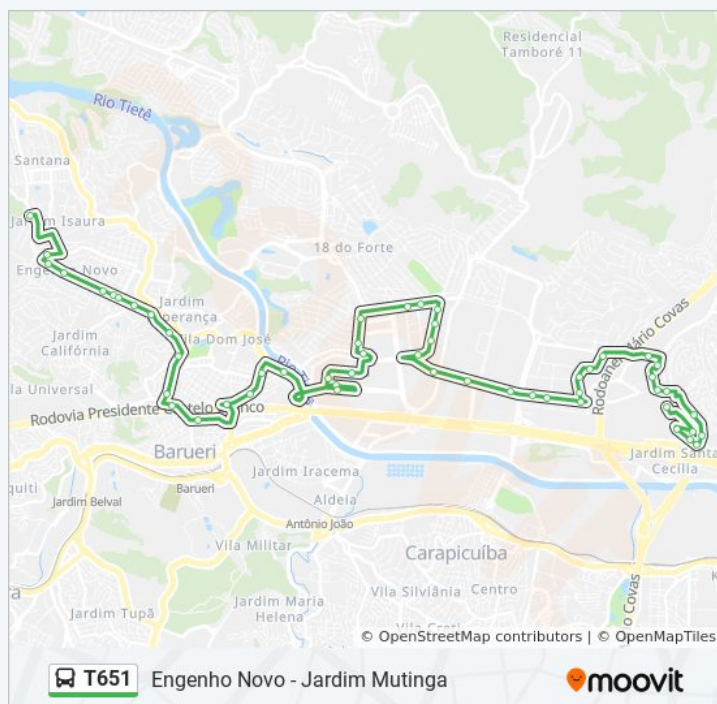 Residencial
Tamboré 11
Rio Tietê
Santana
Jardim Isaura
18 do Forte
Engenho Novo
Jardim
Vila Dom José
Jardim
Califórnia
Rodoanel Mário Covas
Rodovia Presidente Castelo Branco
Barueri
Jardim Santa
Cecília
Jardim Iracema
Barueri
Jardim Belval
Aldeia
Antônio João
Vila Militar
Carapicuíba
Vila Silviânia
Centro
Jardim Maria
Helena
Jardim Tupã
Covas
© OpenStreetMap contributors | © OpenMapTiles
T651 Engenho Novo - Jardim Mutinga
moovit